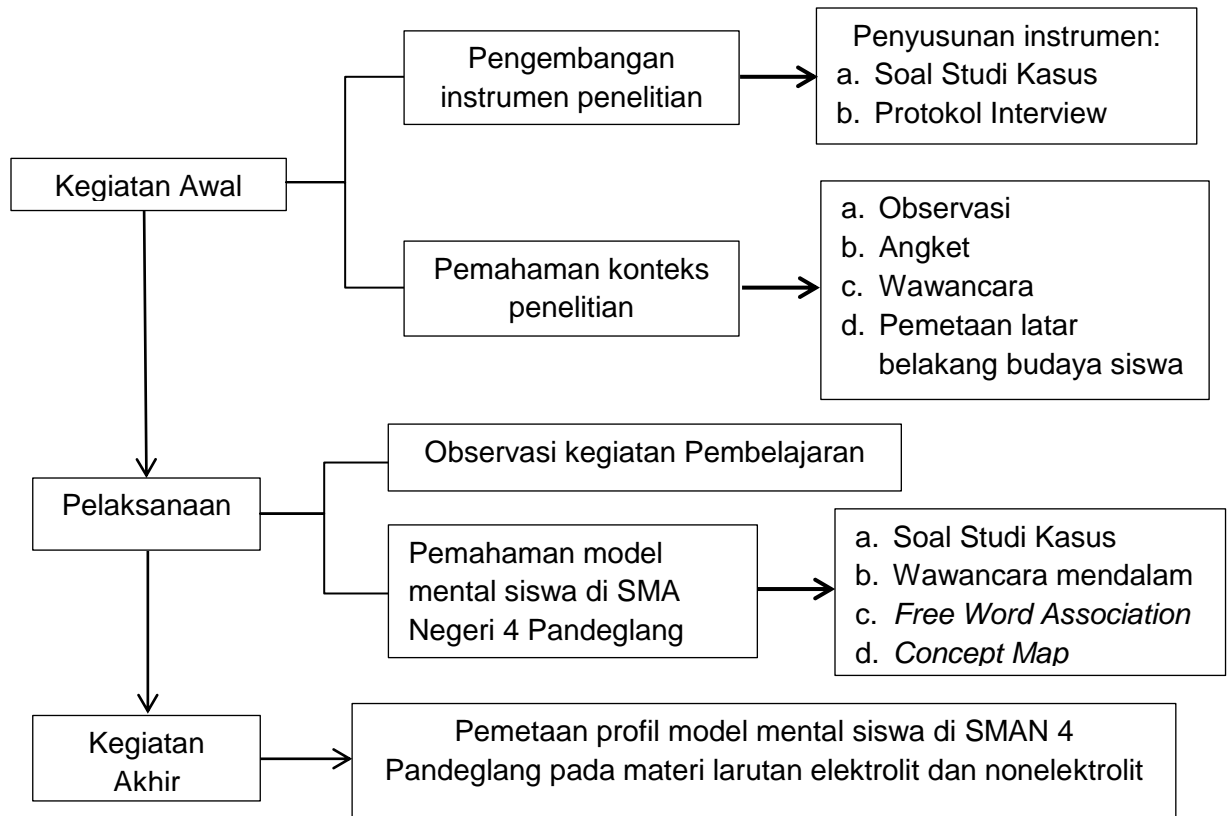 Pengembangan
instrumen penelitian
Penyusunan instrumen:
a. Soal Studi Kasus
b. Protokol Interview
Kegiatan Awal
Pemahaman konteks
penelitian
a. Observasi
b. Angket
c. Wawancara
d. Pemetaan latar
belakang budaya siswa
Observasi kegiatan Pembelajaran
Pelaksanaan
Pemahaman model
mental siswa di SMA
Negeri 4 Pandeglang
a. Soal Studi Kasus
b. Wawancara mendalam
c. Free Word Association
d. Concept Map
Kegiatan
Akhir
Pemetaan profil model mental siswa di SMAN 4
Pandeglang pada materi larutan elektrolit dan nonelektrolit